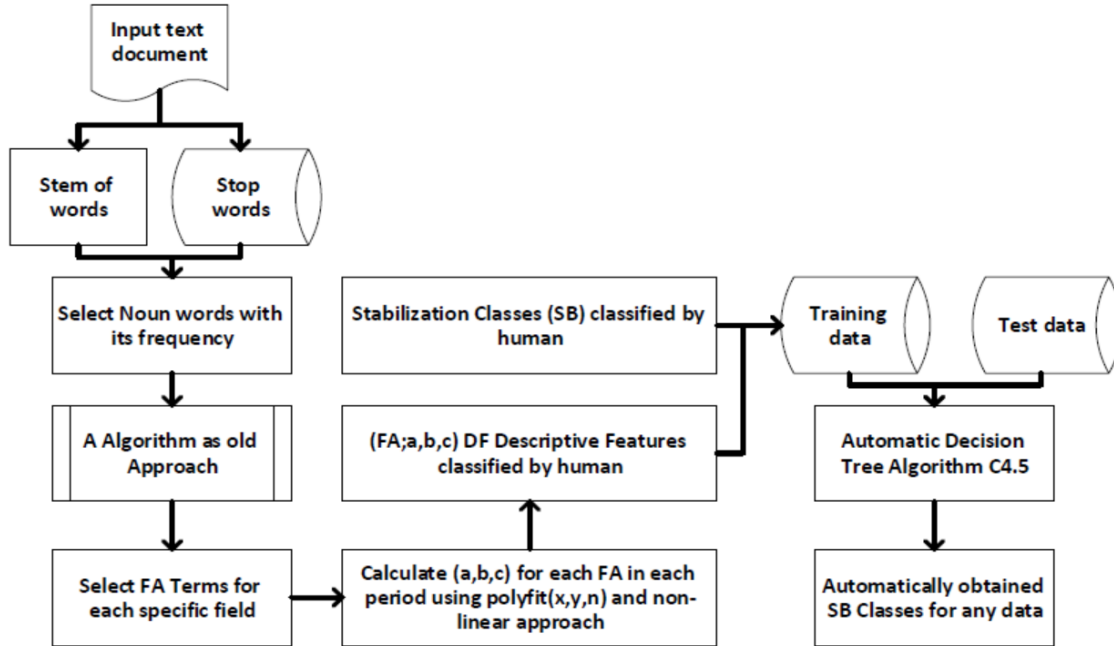 Input text
document
Stem of
words
Stop
words
Select Noun words with
its frequency
Stabilization Classes (SB) classified by
human
Training
data
Test data
A Algorithm as old
Approach
(FA;a,b,c) DF Descriptive Features
classified by human
Automatic Decision
Tree Algorithm C4.5
Select FA Terms for
each specific field
Calculate (a,b,c) for each FA in each
period using polyfit(x,y,n) and non-
linear approach
Automatically obtained
SB Classes for any data